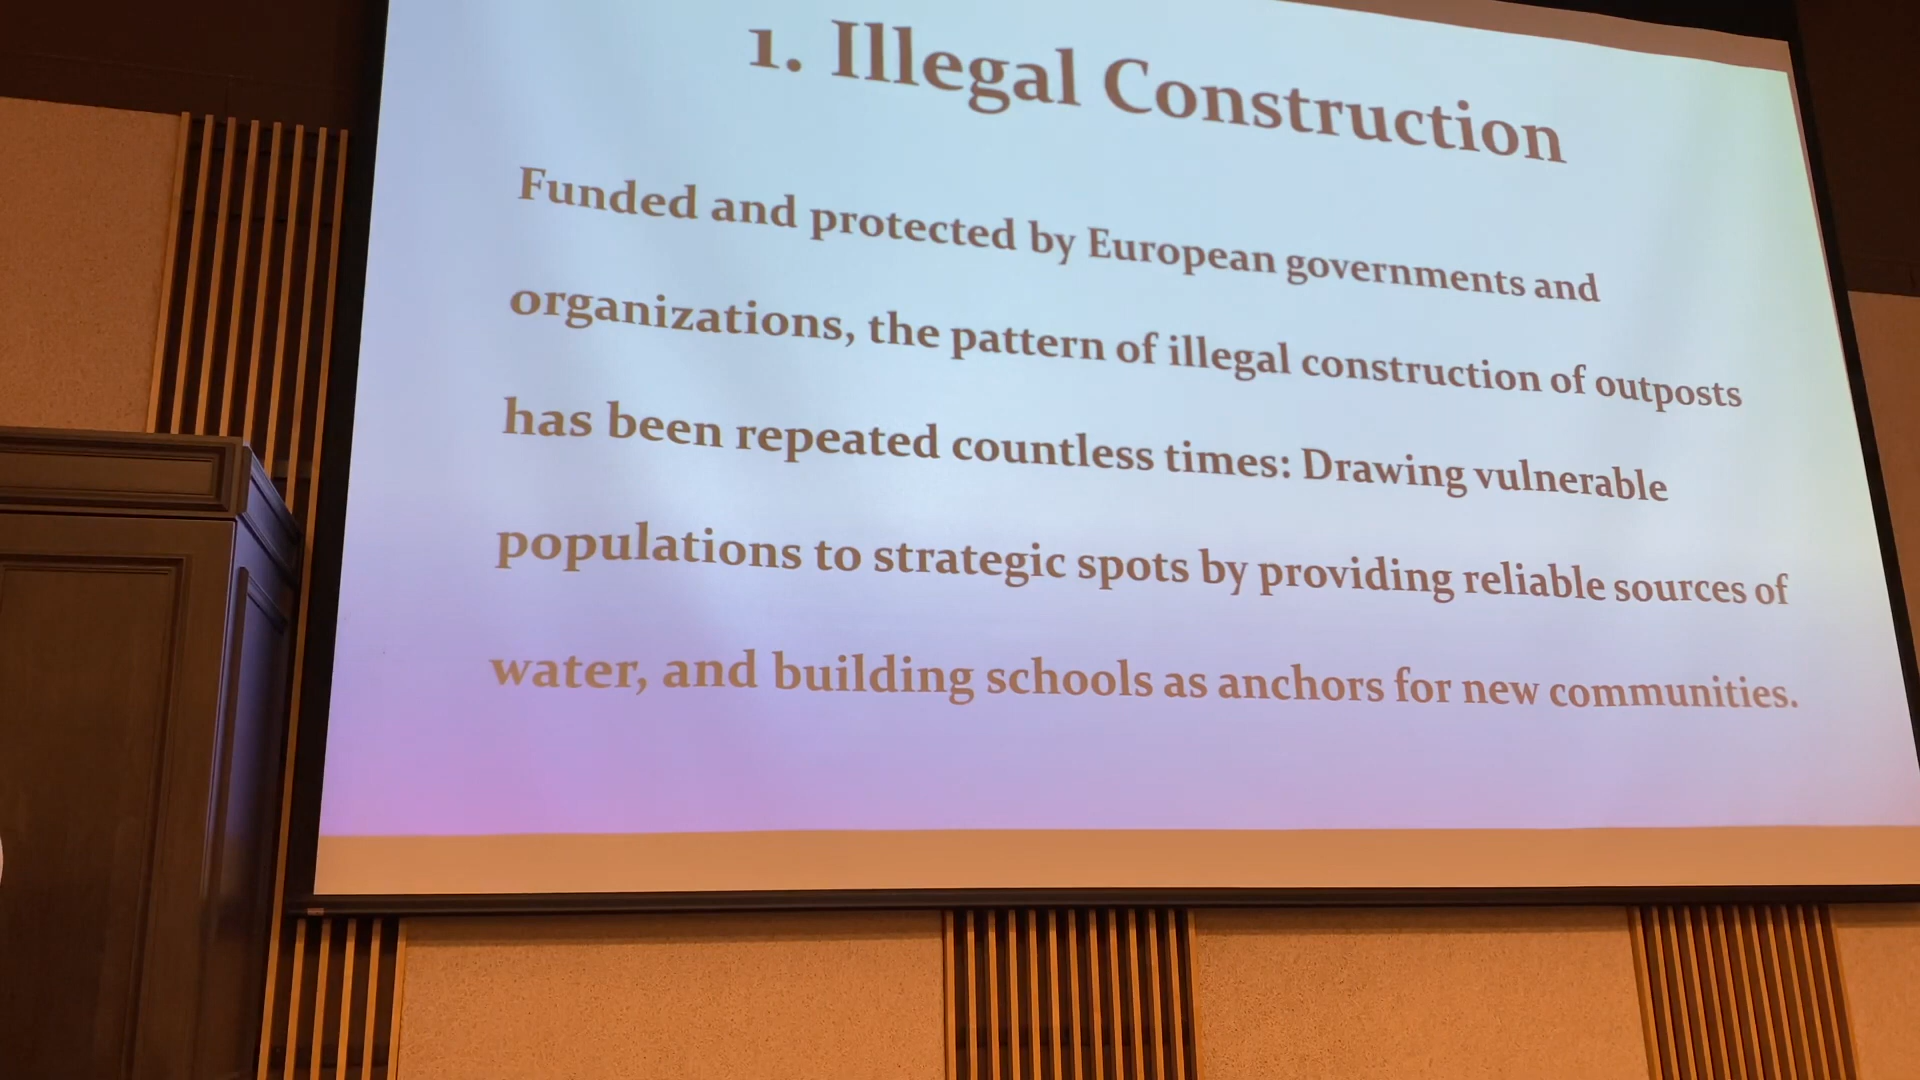 1. Illegal Construction
Funded and protected by European governments and
organizations, the pattern of illegal construction of outposts
has been repeated countless times: Drawing vulnerable
populations to strategic spots by providing reliable sources of
water, and building schools as anchors for new communities.